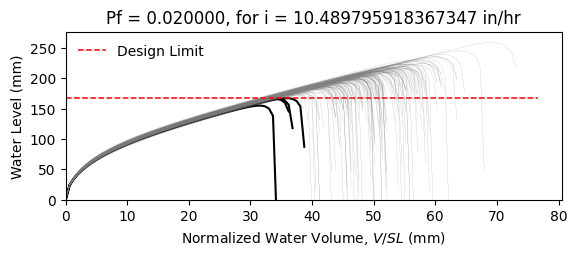 Pf = 0.020000, for i = 10.489795918367347 in/hr
Design Limit
Water Level (mm)
250
200
150
100
50
0
0 10 20 30 40 50 60 70 80
Normalized Water Volume, V/SL (mm)